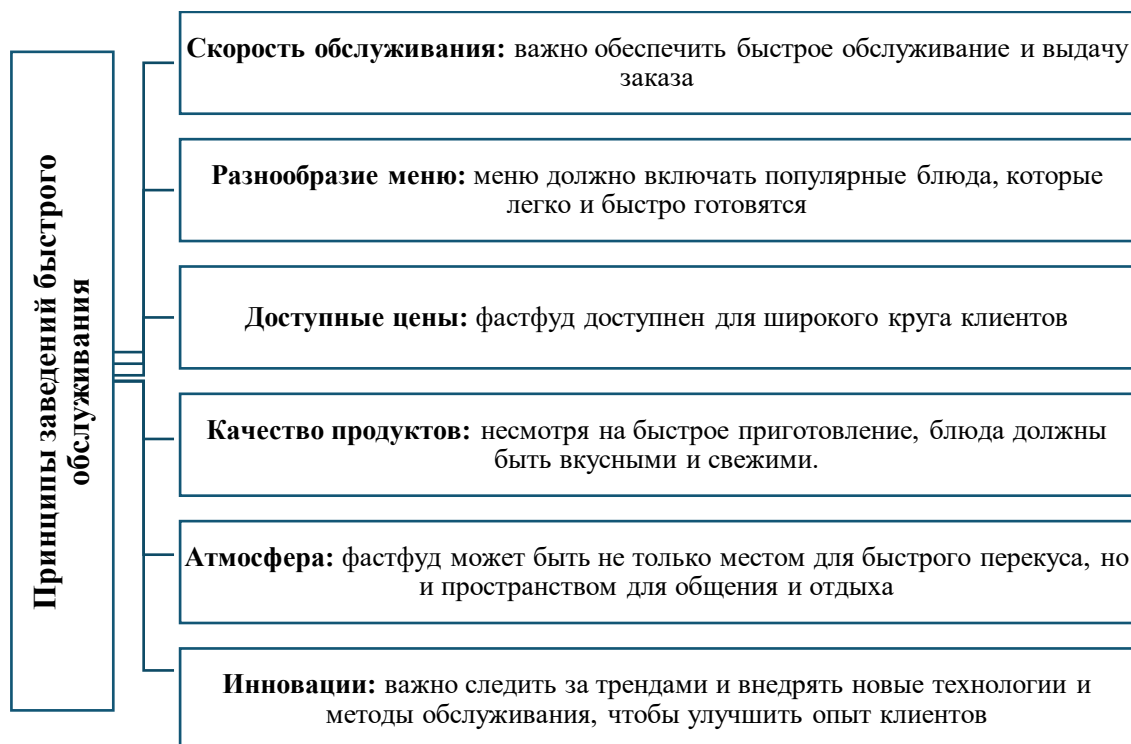 Принципы заведений быстрого
обслуживания
Скорость обслуживания: важно обеспечить быстрое обслуживание и выдачу
заказа
Разнообразие меню: меню должно включать популярные блюда, которые
легко и быстро готовятся
Доступные цены: фастфуд доступнен для широкого круга клиентов
Качество продуктов: несмотря на быстрое приготовление, блюда должны
быть вкусными и свежими.
Атмосфера: фастфуд может быть не только местом для быстрого перекуса, но
и пространством для общения и отдыха
Инновации: важно следить за трендами и внедрять новые технологии и
методы обслуживания, чтобы улучшить опыт клиентов